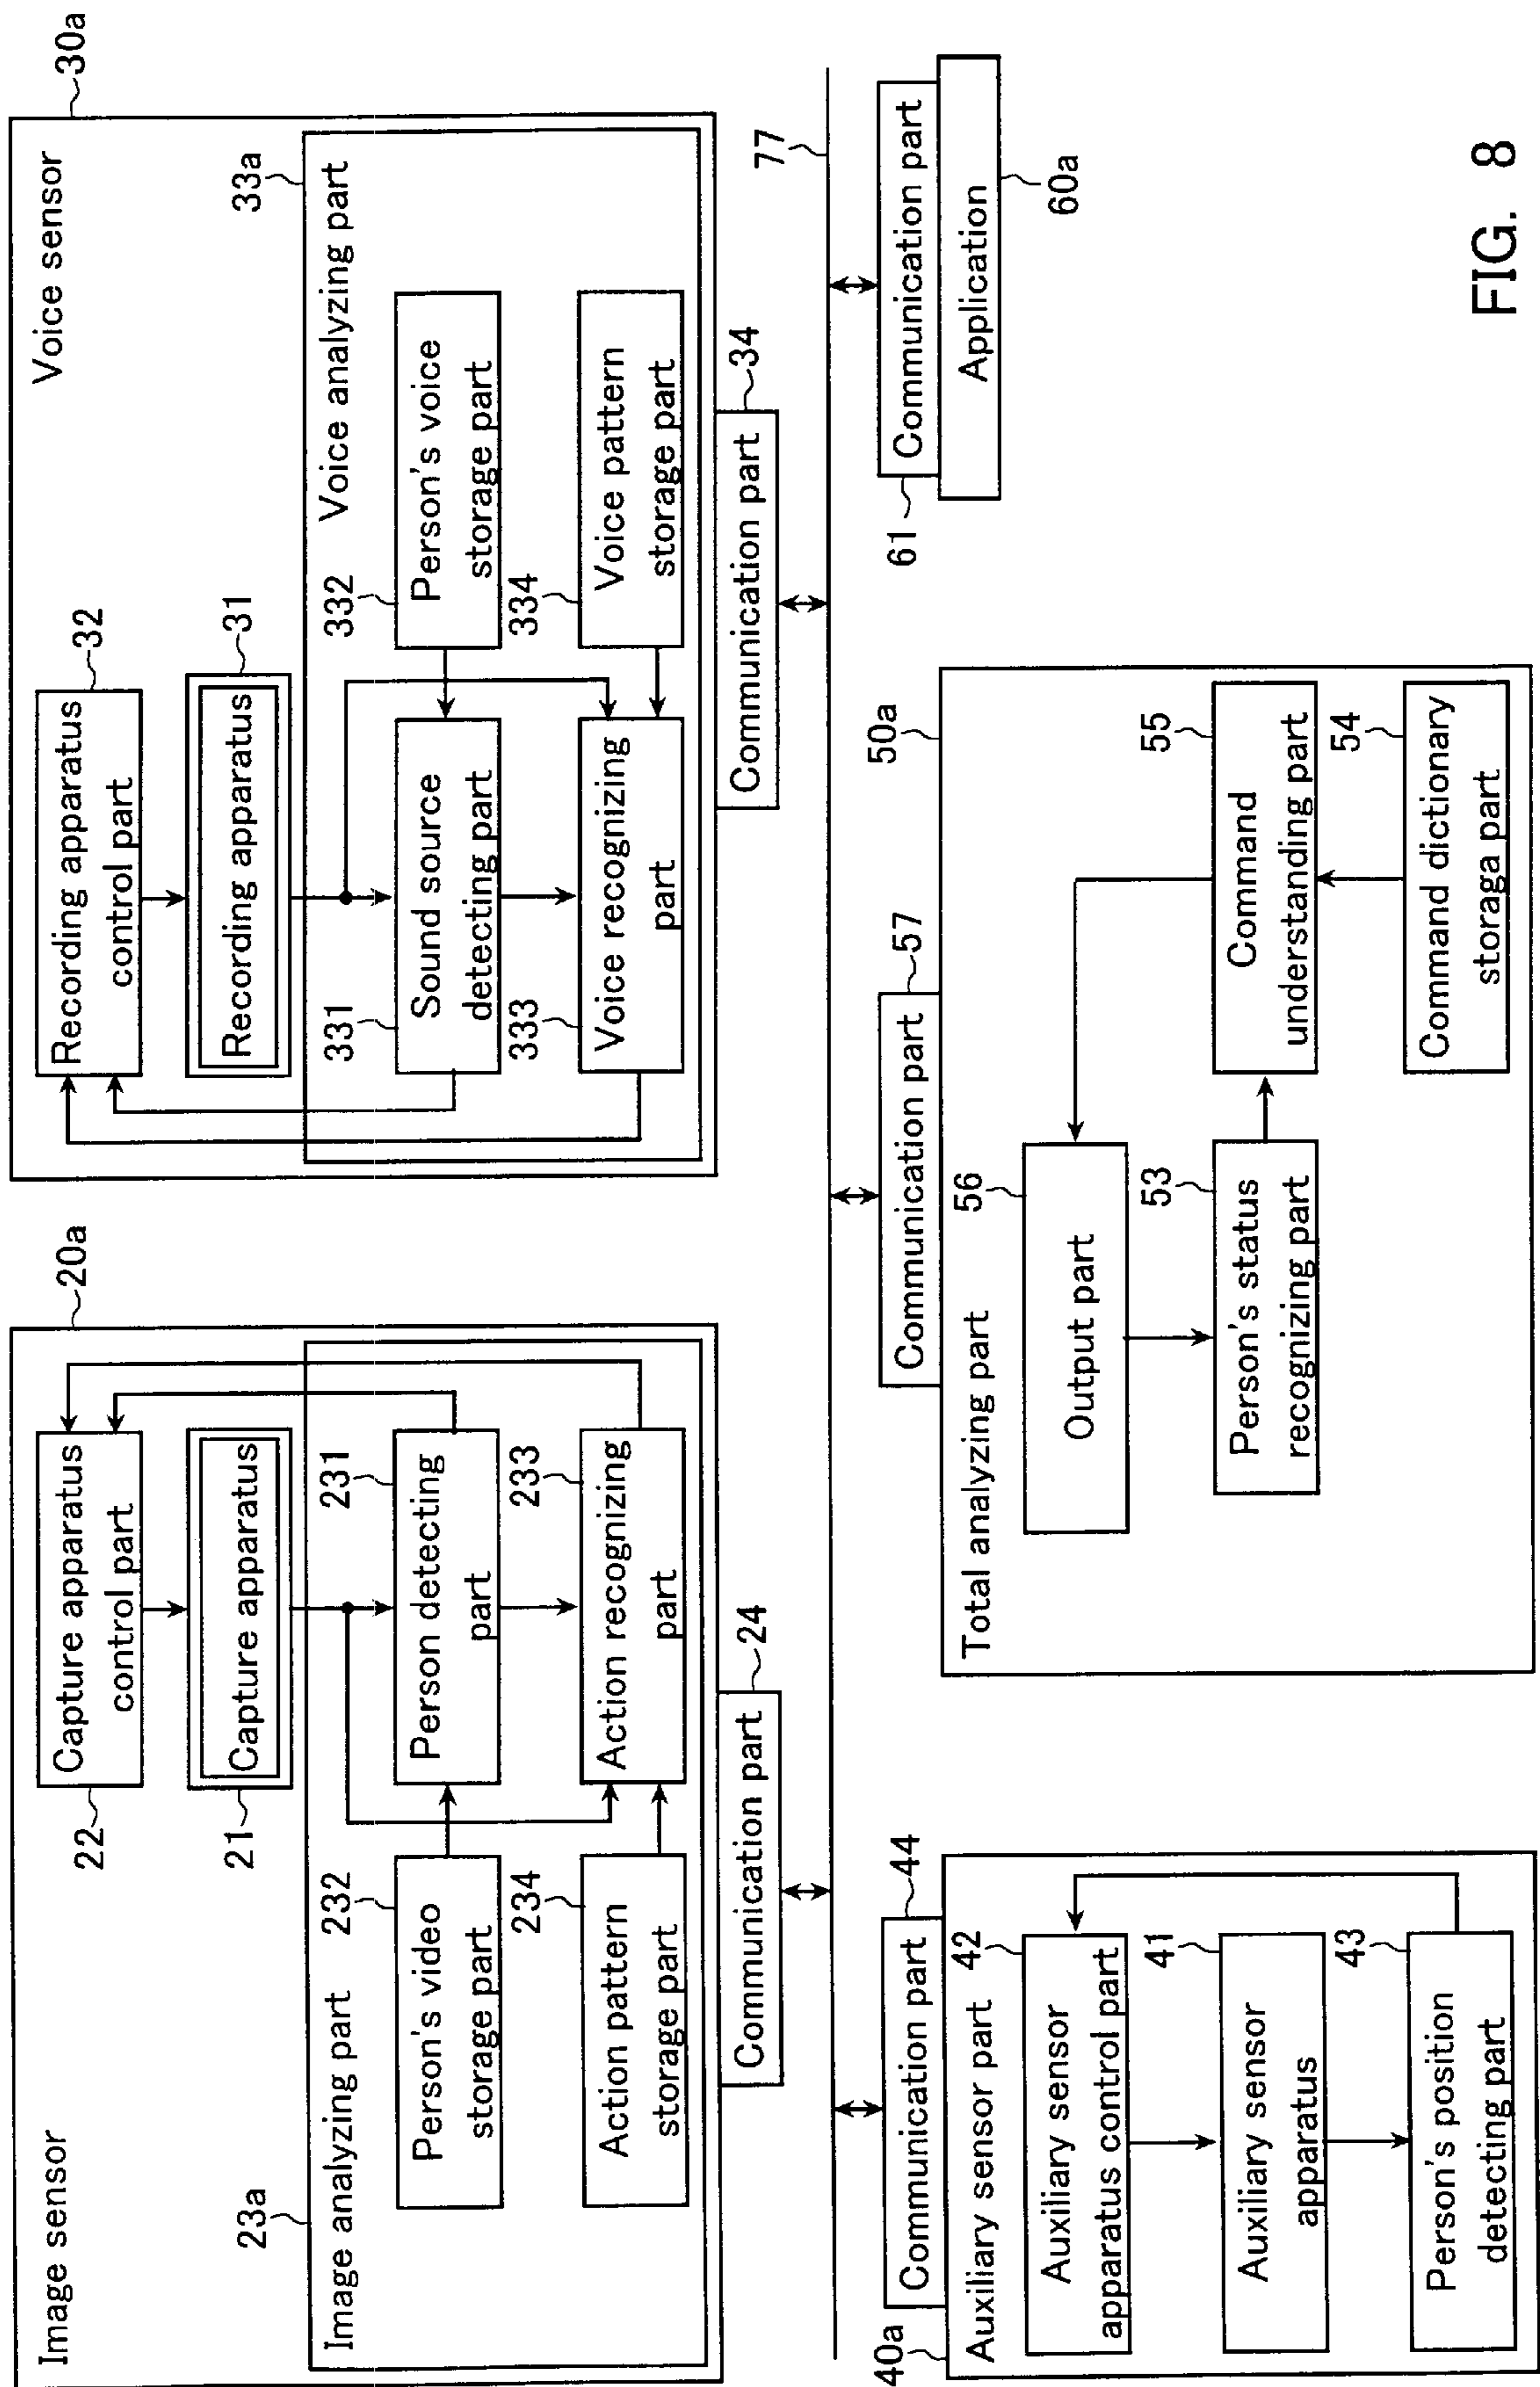 Image sensor
20a
22
Capture apparatus
control part
21
Capture apparatus
23a
Image analyzing part
232
Person's video
storage part
231
Person detecting
part
234
Action pattern
storage part
233
Action recognizing
part
Communication part
24
Voice sensor
30a
Recording apparatus
control part
32
Recording apparatus
31
33a
Voice analyzing part
331
Sound source
detecting part
332
Person's voice
storage part
333
Voice recognizing
part
334
Voice pattern
storage part
Communication part
34
77
40a
Communication part
44
Auxiliary sensor part
42
Auxiliary sensor
apparatus control part
41
Auxiliary sensor
apparatus
43
Person's position
detecting part
Communication part
57
50a
Total analyzing part
56
Output part
53
Person's status
recognizing part
55
Command
understanding part
54
Command dictionary
storaga part
61
Communication part
Application
60a
FIG. 8